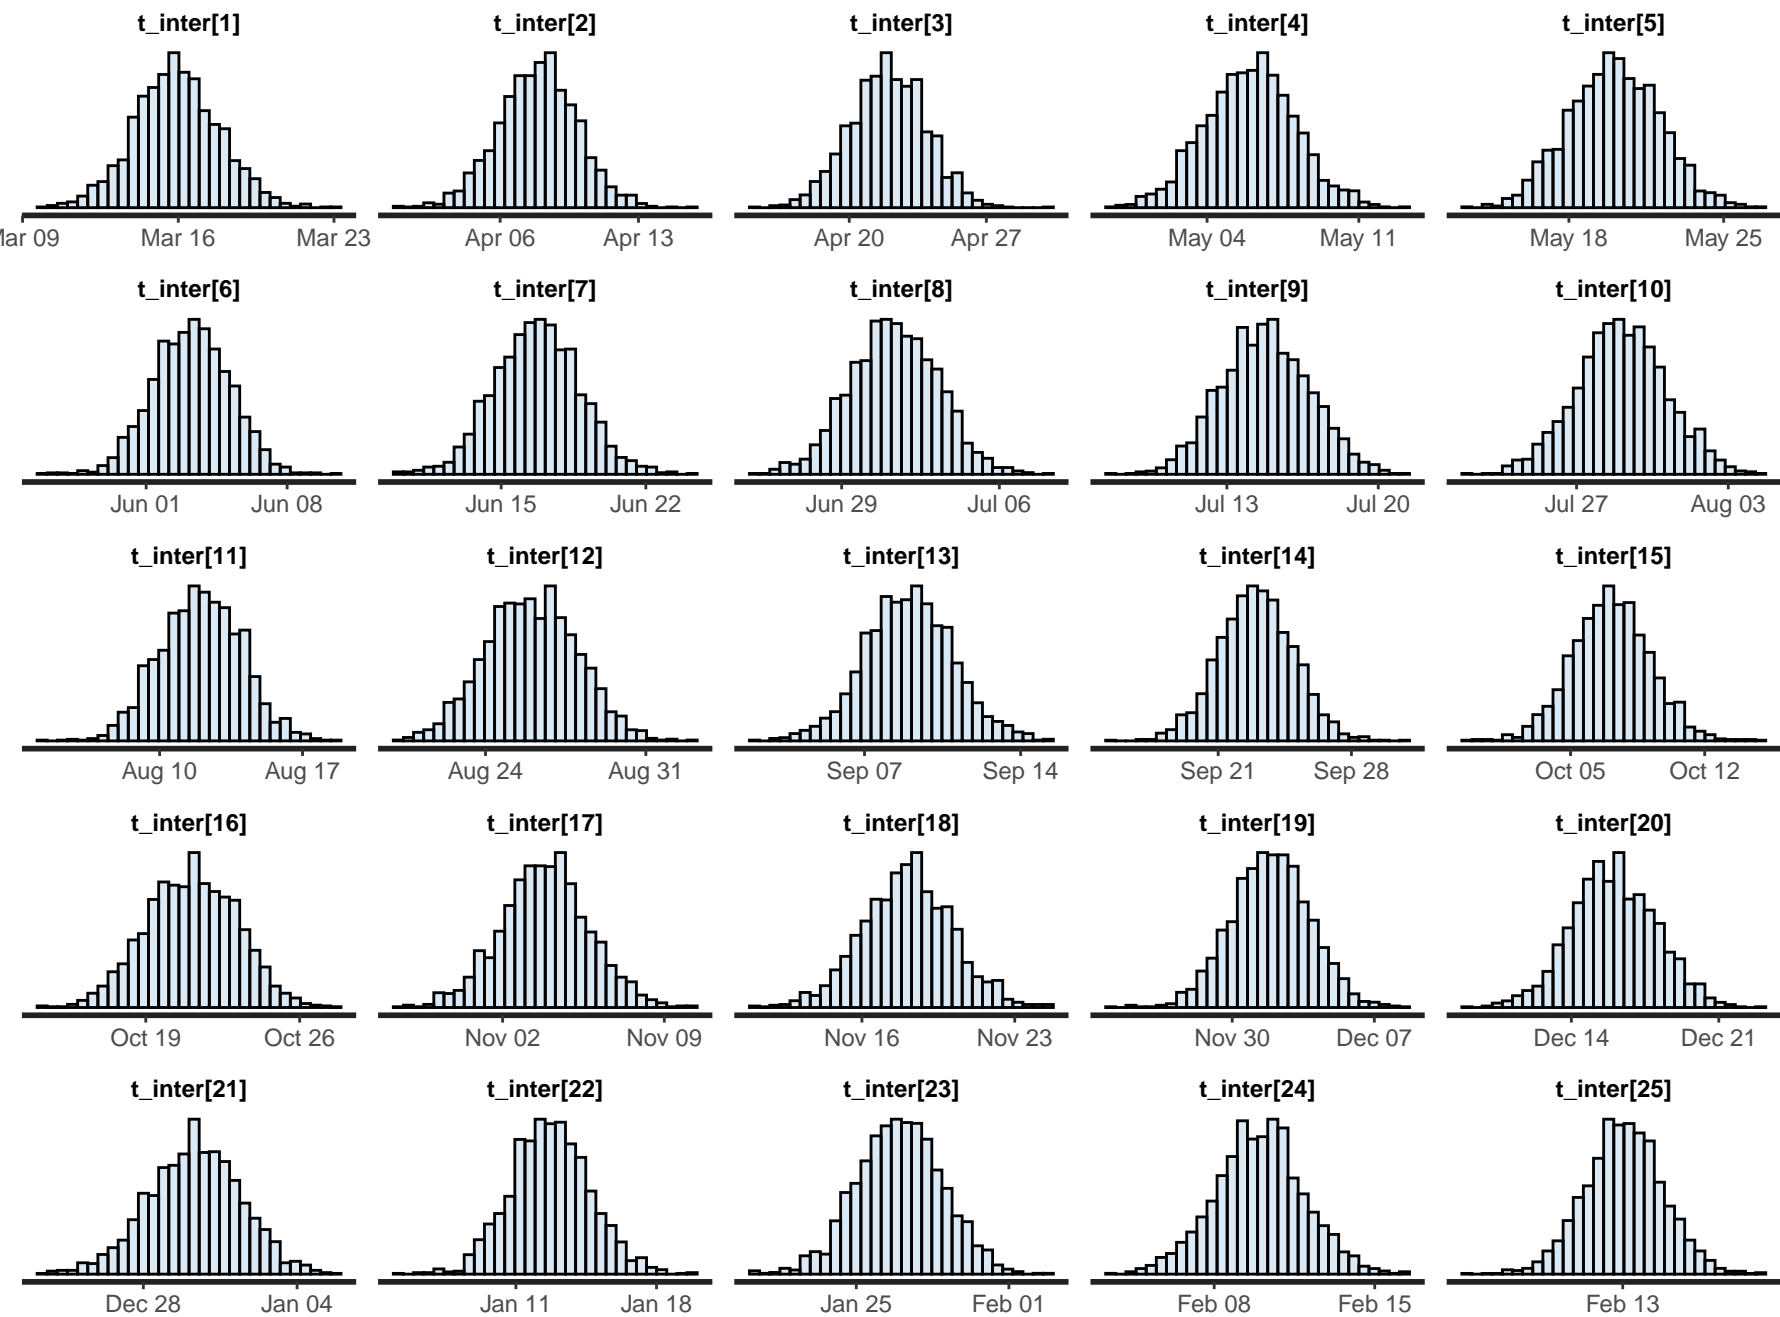 t_inter[1] t_inter[2] t_inter[3] t_inter[4] t_inter[5]
Mar 09 Mar 16 Mar 23 Apr 06 Apr 13 Apr 20 Apr 27 May 04 May 11 May 18 May 25
t_inter[6] t_inter[7] t_inter[8] t_inter[9] t_inter[10]
Jun 01 Jun 08 Jun 15 Jun 22 Jun 29 Jul 06 Jul 13 Jul 20 Jul 27 Aug 03
t_inter[11] t_inter[12] t_inter[13] t_inter[14] t_inter[15]
Aug 10 Aug 17 Aug 24 Aug 31 Sep 07 Sep 14 Sep 21 Sep 28 Oct 05 Oct 12
t_inter[16] t_inter[17] t_inter[18] t_inter[19] t_inter[20]
Oct 19 Oct 26 Nov 02 Nov 09 Nov 16 Nov 23 Nov 30 Dec 07 Dec 14 Dec 21
t_inter[21] t_inter[22] t_inter[23] t_inter[24] t_inter[25]
Dec 28 Jan 04 Jan 11 Jan 18 Jan 25 Feb 01 Feb 08 Feb 15 Feb 13